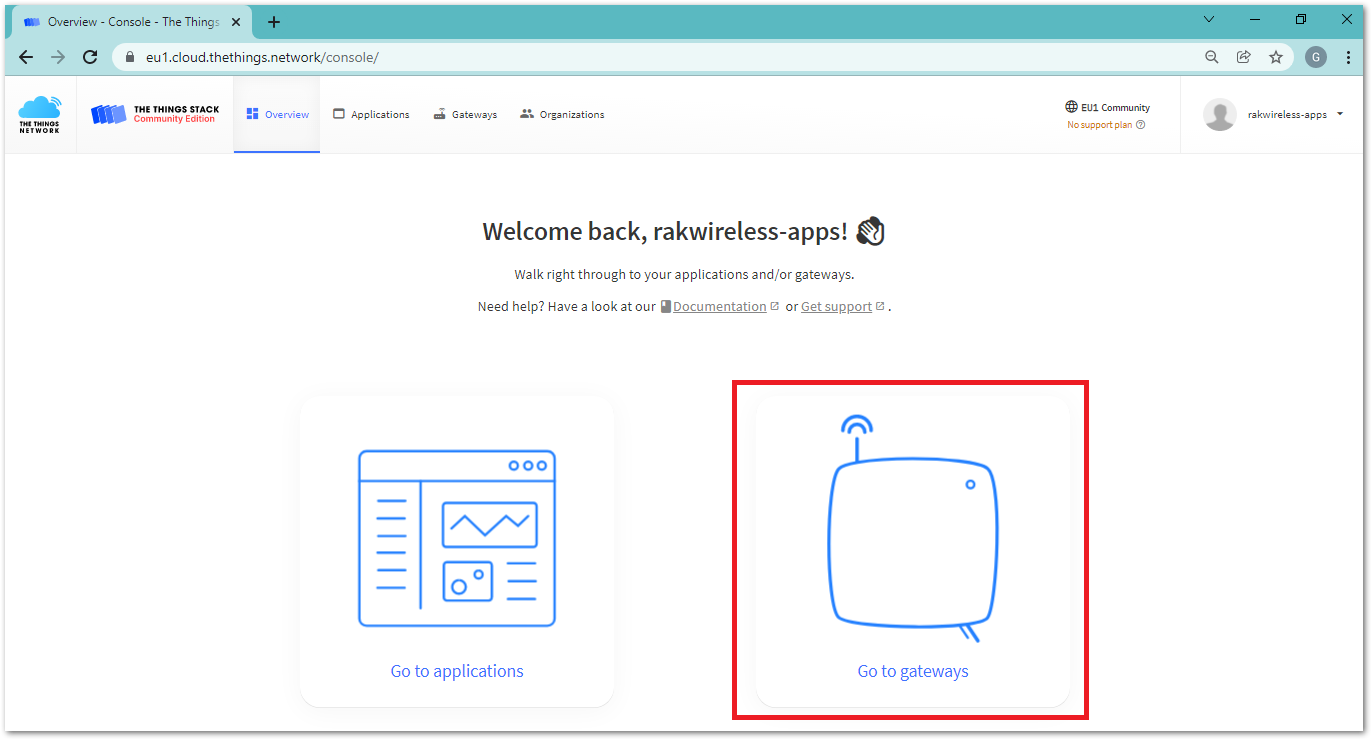 Overview - Console - The Things
eu1.cloud.thethings.network/console/
G
THE THINGS
NETWORK
THE THINGS STACK
Community Edition
Overview
Applications
Gateways
Organizations
EU1 Community
No support plan
rakwireless-apps
Welcome back, rakwireless-apps!
Walk right through to your applications and/or gateways.
Need help? Have a look at our Documentation or Get support .
Go to applications
Go to gateways